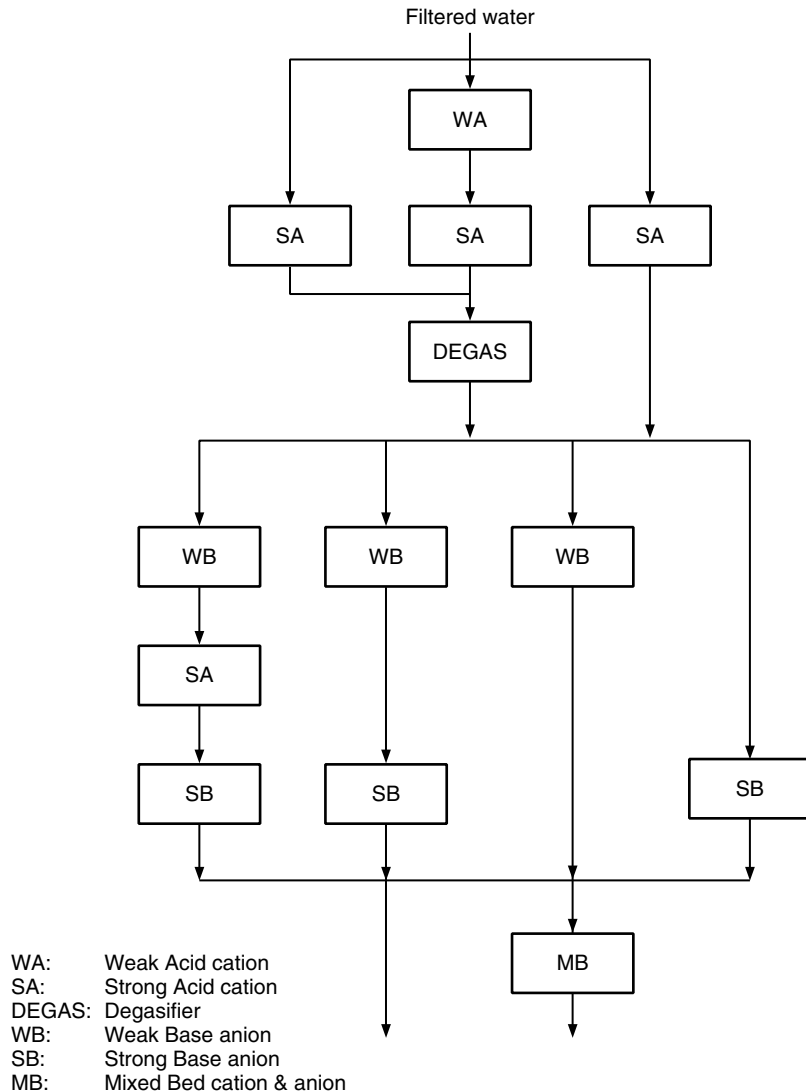 Filtered water
WA
SA
SA
SA
DEGAS
WB
WB
WB
SA
SB
SB
SB
MB
WA: Weak Acid cation
SA: Strong Acid cation
DEGAS: Degasifier
WB: Weak Base anion
SB: Strong Base anion
MB: Mixed Bed cation & anion